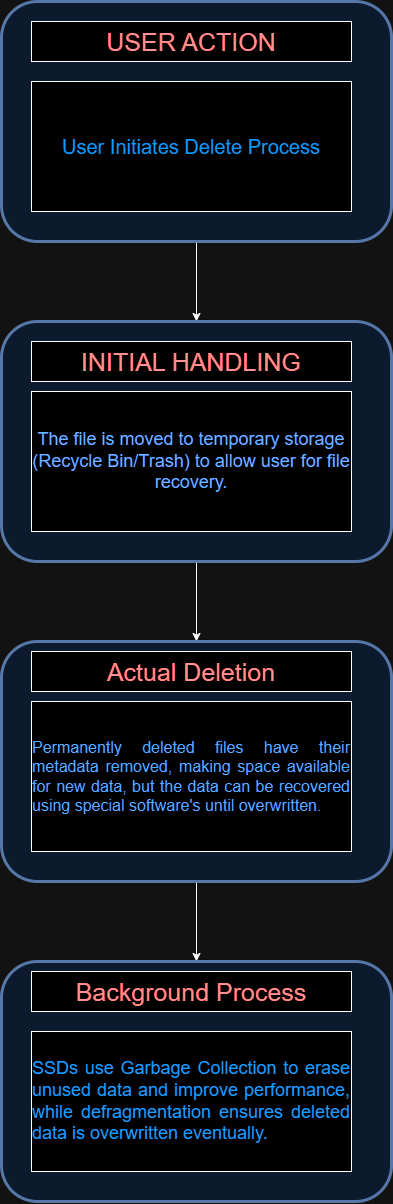 USER ACTION
User Initiates Delete Process
INITIAL HANDLING
The file is moved to temporary storage
(Recycle Bin/Trash) to allow user for file
recovery.
Actual Deletion
Permanently deleted files have their
metadata removed, making space available
for new data, but the data can be recovered
using special software's until overwritten.
Background Process
SSDs use Garbage Collection to erase
unused data and improve performance,
while defragmentation ensures deleted
data is overwritten eventually.